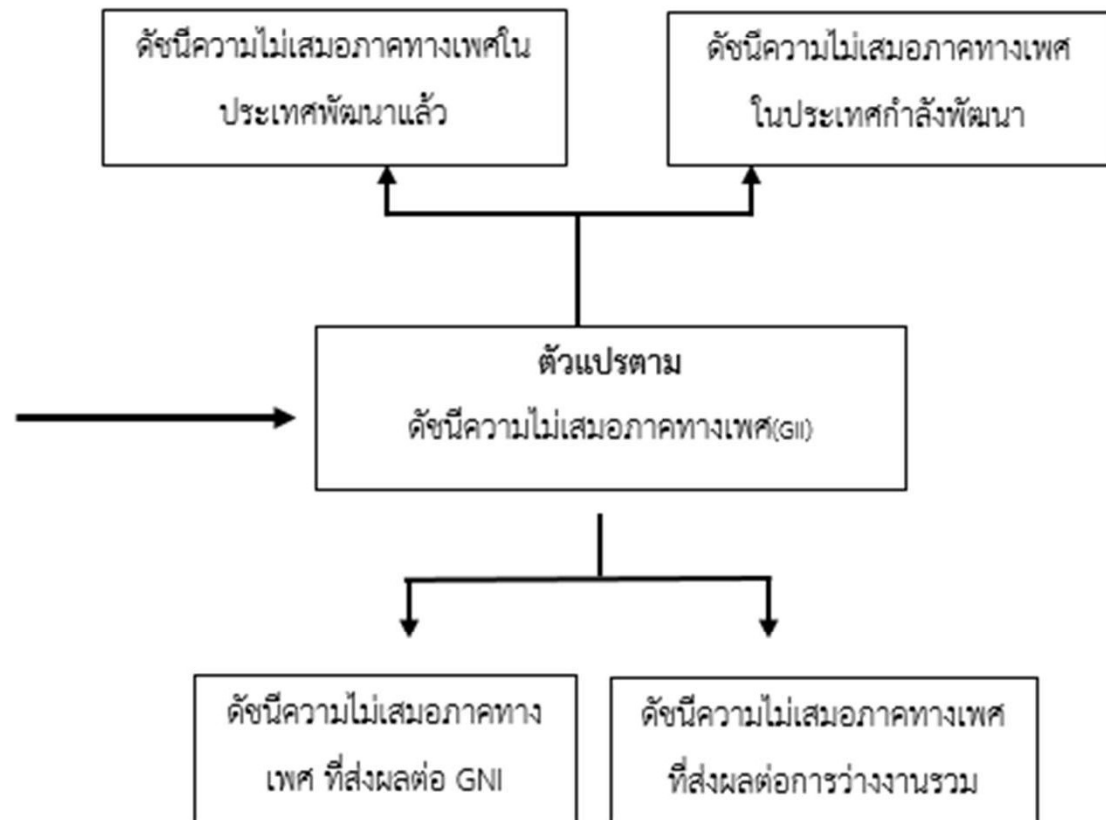 ดัชนีความไม่เสมอภาคทางเพศใน
ประเทศพัฒนาแล้ว
ดัชนีความไม่เสมอภาคทางเพศ
ในประเทศกำลังพัฒนา
ตัวแปรตาม
ดัชนีความไม่เสมอภาคทางเพศ(GII)
ดัชนีความไม่เสมอภาคทาง
เพศ ที่ส่งผลต่อ GNI
ดัชนีความไม่เสมอภาคทางเพศ
ที่ส่งผลต่อการว่างงานรวม